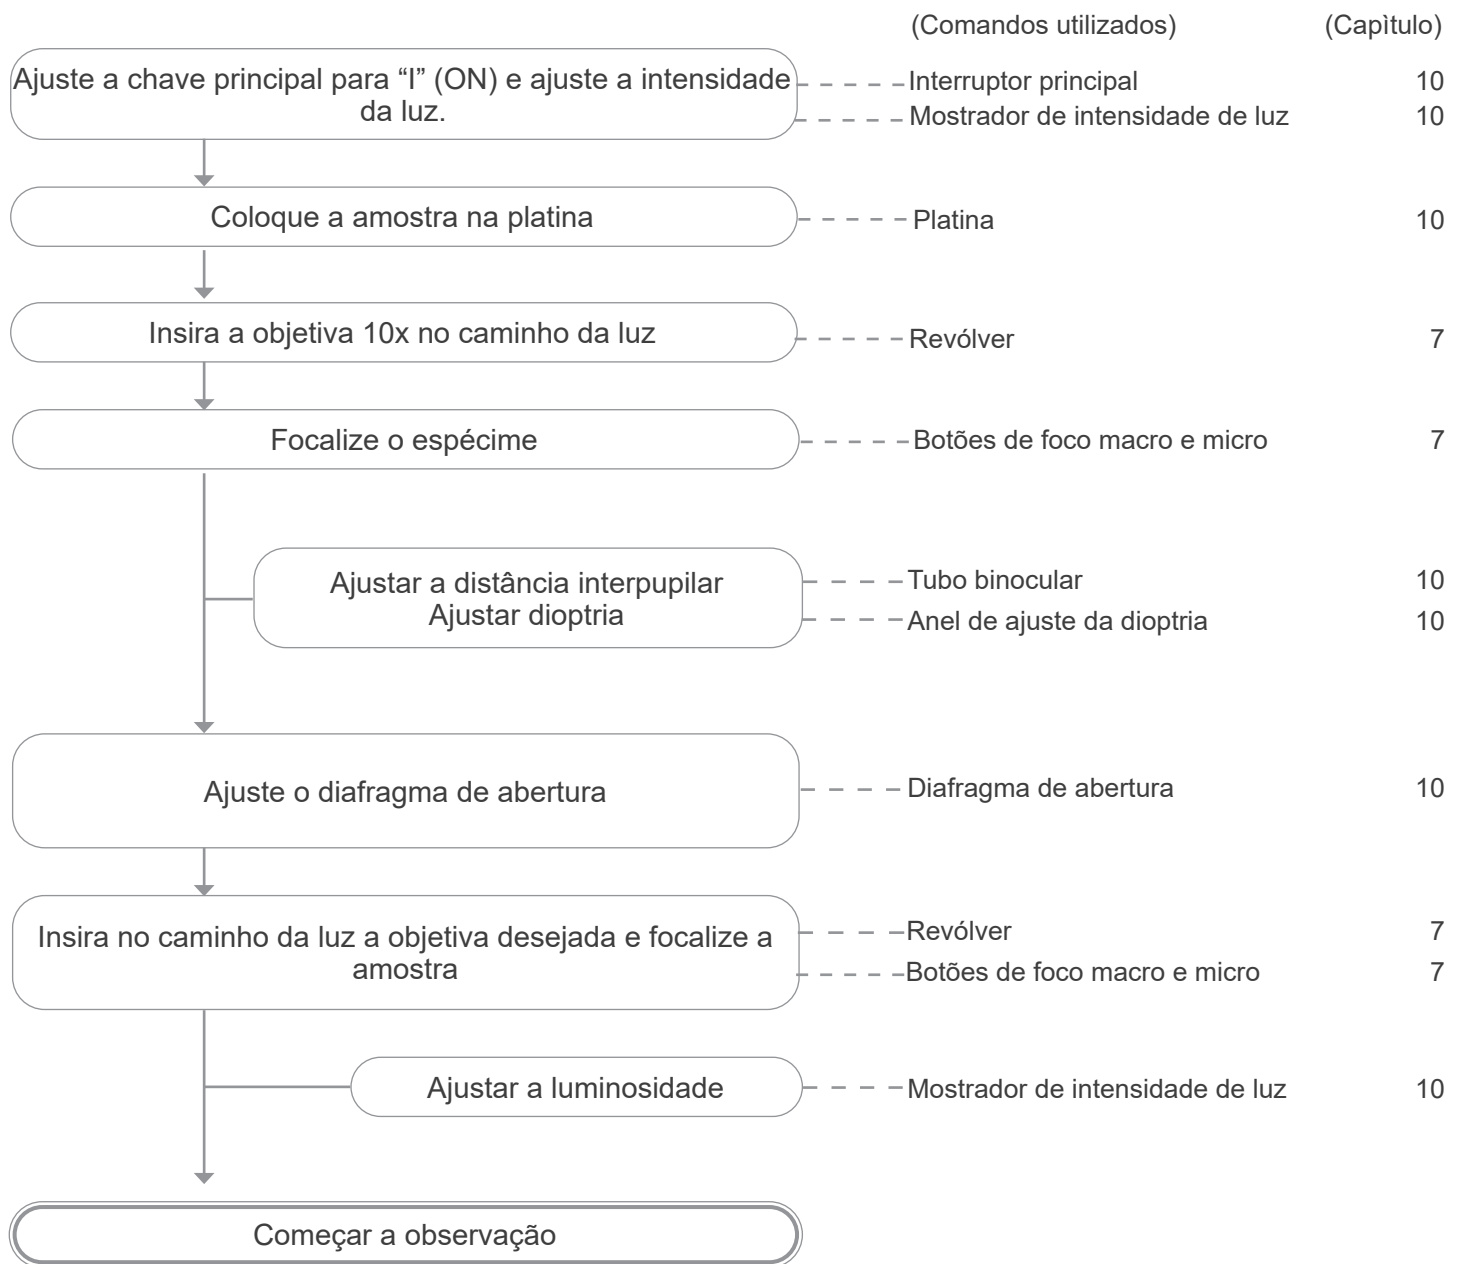 (Comandos utilizados) (Capìtulo)
Ajuste a chave principal para “I” (ON) e ajuste a intensidade
da luz.
Interruptor principal 10
Mostrador de intensidade de luz 10
Coloque a amostra na platina
Platina 10
Insira a objetiva 10x no caminho da luz
Revólver 7
Focalize o espécime
Botões de foco macro e micro 7
Ajustar a distância interpupilar
Ajustar dioptria
Tubo binocular 10
Anel de ajuste da dioptria 10
Ajuste o diafragma de abertura
Diafragma de abertura 10
Insira no caminho da luz a objetiva desejada e focalize a
amostra
Revólver 7
Botões de foco macro e micro 7
Ajustar a luminosidade
Mostrador de intensidade de luz 10
Começar a observação